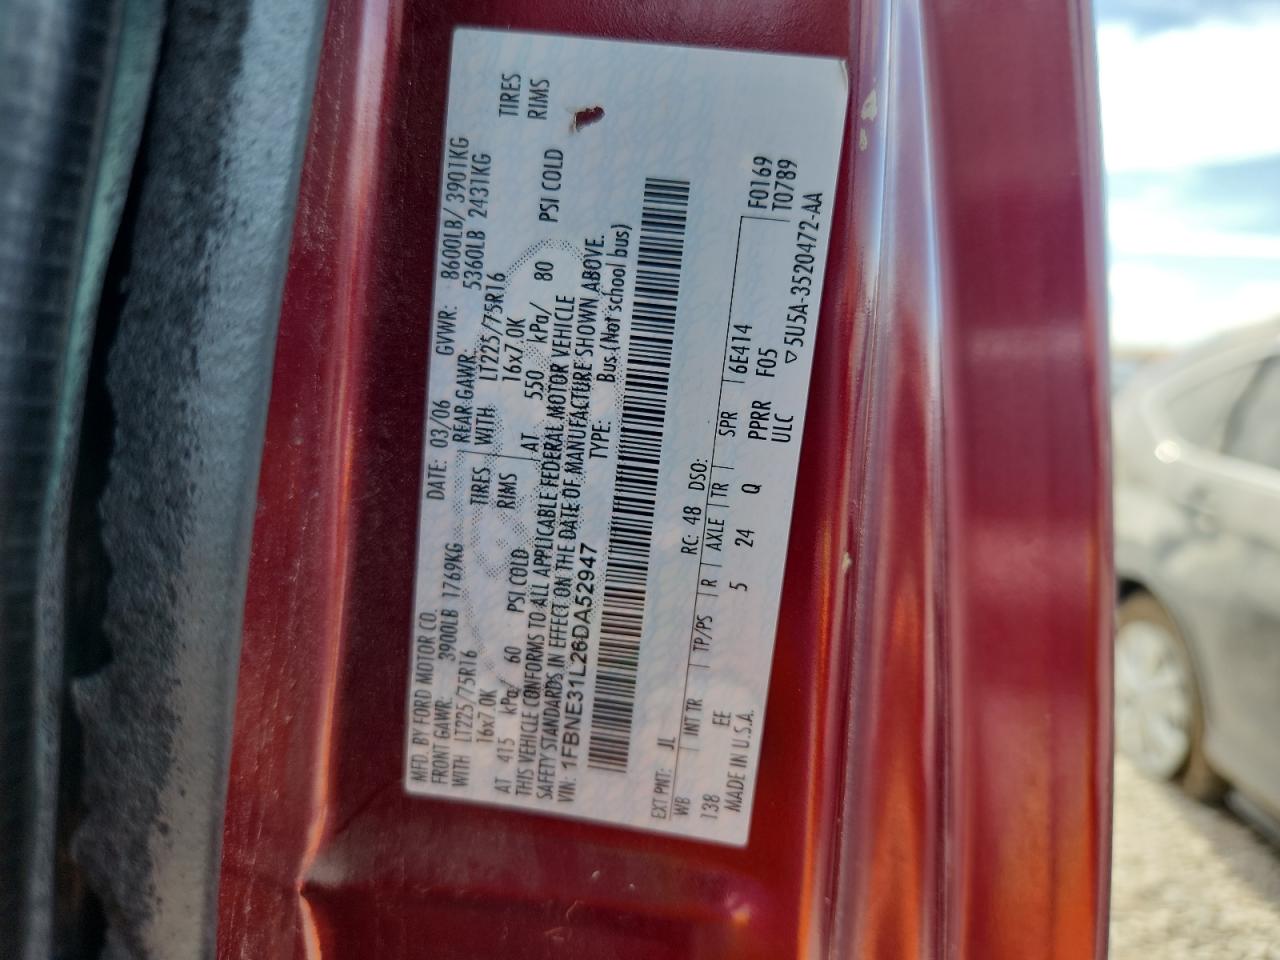 MFD. BY FORD MOTOR CO.
DATE: 03/06 GVWR: 8600LB/ 3901KG
FRONT GAWR: 3900LB 1769KG REAR GAWR: 5360LB 2431KG
WITH LT225/75R16 TIRES WITH LT225/75R16 TIRES
16x7.0K RIMS 16x7.0K RIMS
AT 415 kPa/ 60 PSI COLD AT 550 kPa/ 80 PSI COLD
THIS VEHICLE CONFORMS TO ALL APPLICABLE FEDERAL MOTOR VEHICLE
SAFETY STANDARDS IN EFFECT ON THE DATE OF MANUFACTURE SHOWN ABOVE.
VIN: 1FBNE31L26DA52947 TYPE: Bus (Not school bus)
EXT PNT: JL RC: 48 DSO:
WB INT TR TP/PS R AXLE TR SPR 6E414 F0169
138 EE 5 24 Q PPRR F05 T0789
MADE IN U.S.A. ULC ▽5U5A-3520472-AA